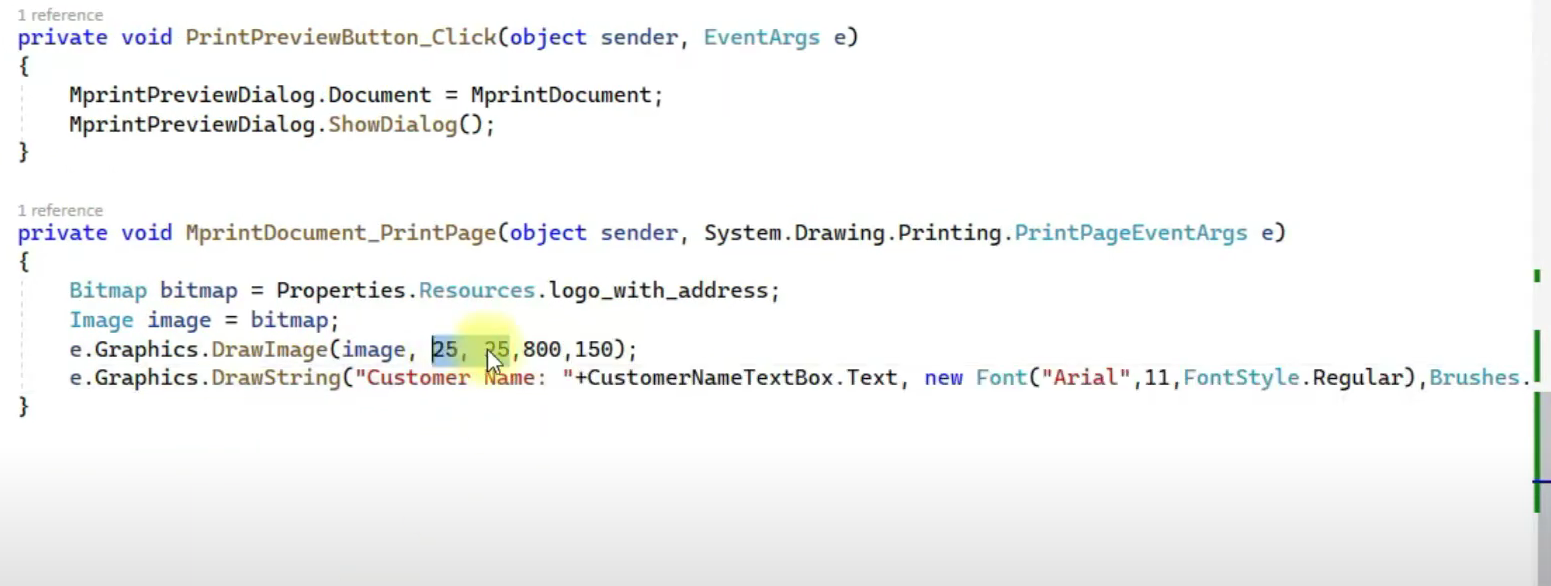 1 reference
private void PrintPreviewButton_Click(object sender, EventArgs e)
{
MprintPreviewDialog.Document = MprintDocument;
MprintPreviewDialog.ShowDialog();
}
1 reference
private void MprintDocument_PrintPage(object sender, System.Drawing.Printing.PrintPageEventArgs e)
{
Bitmap bitmap = Properties.Resources.logo_with_address;
Image image = bitmap;
e.Graphics.DrawImage(image, 25, 25,800,150);
e.Graphics.DrawString("Customer Name: "+CustomerNameTextBox.Text, new Font("Arial",11,FontStyle.Regular),Brushes.
}